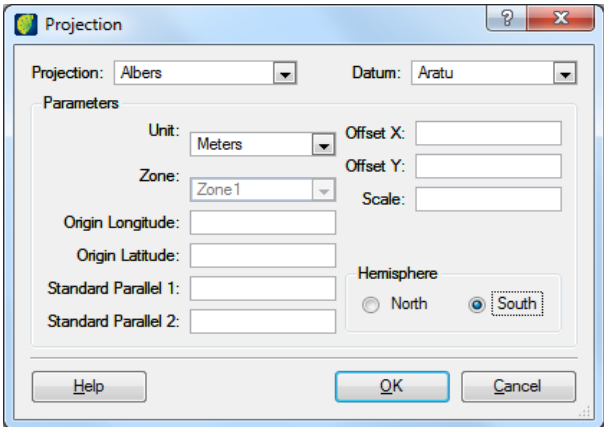 Projection
Projection: Albers Datum: Aratu
Parameters
Unit: Meters Offset X:
Offset Y:
Zone: Zone1
Scale:
Origin Longitude:
Origin Latitude:
Hemisphere
Standard Parallel 1:
North South
Standard Parallel 2:
Help OK Cancel